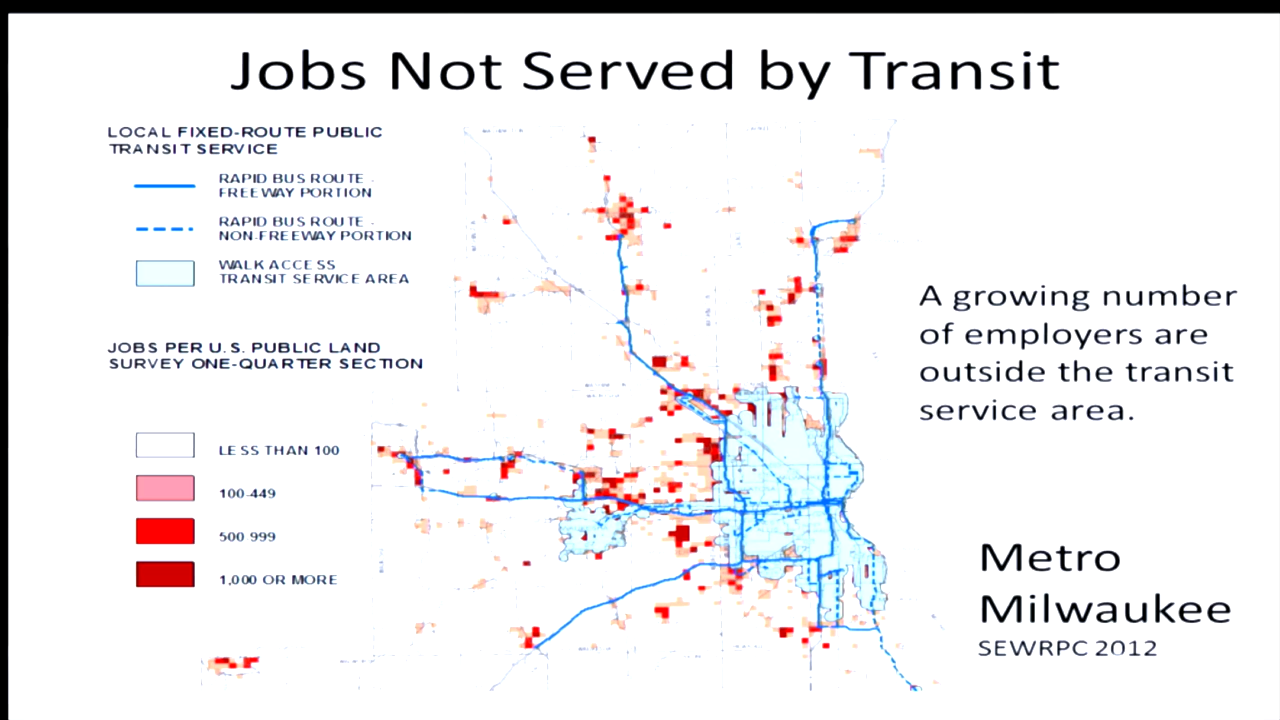 Jobs Not Served by Transit
LOCAL FIXED-ROUTE PUBLIC
TRANSIT SERVICE
RAPID BUS ROUTE -
FREEWAY PORTION
RAPID BUS ROUTE -
NON-FREEWAY PORTION
WALK ACCESS
TRANSIT SERVICE AREA
JOBS PER U.S. PUBLIC LAND
SURVEY ONE-QUARTER SECTION
LESS THAN 100
100-449
500 999
1,000 OR MORE
A growing number
of employers are
outside the transit
service area.
Metro
Milwaukee
SEWRPC 2012